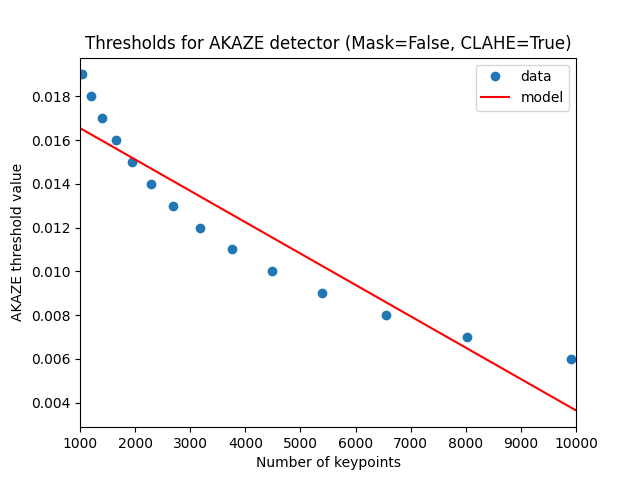 Thresholds for AKAZE detector (Mask=False, CLAHE=True)
data
model
0.018
0.016
0.014
0.012
0.010
0.008
0.006
0.004
AKAZE threshold value
1000 2000 3000 4000 5000 6000 7000 8000 9000 10000
Number of keypoints